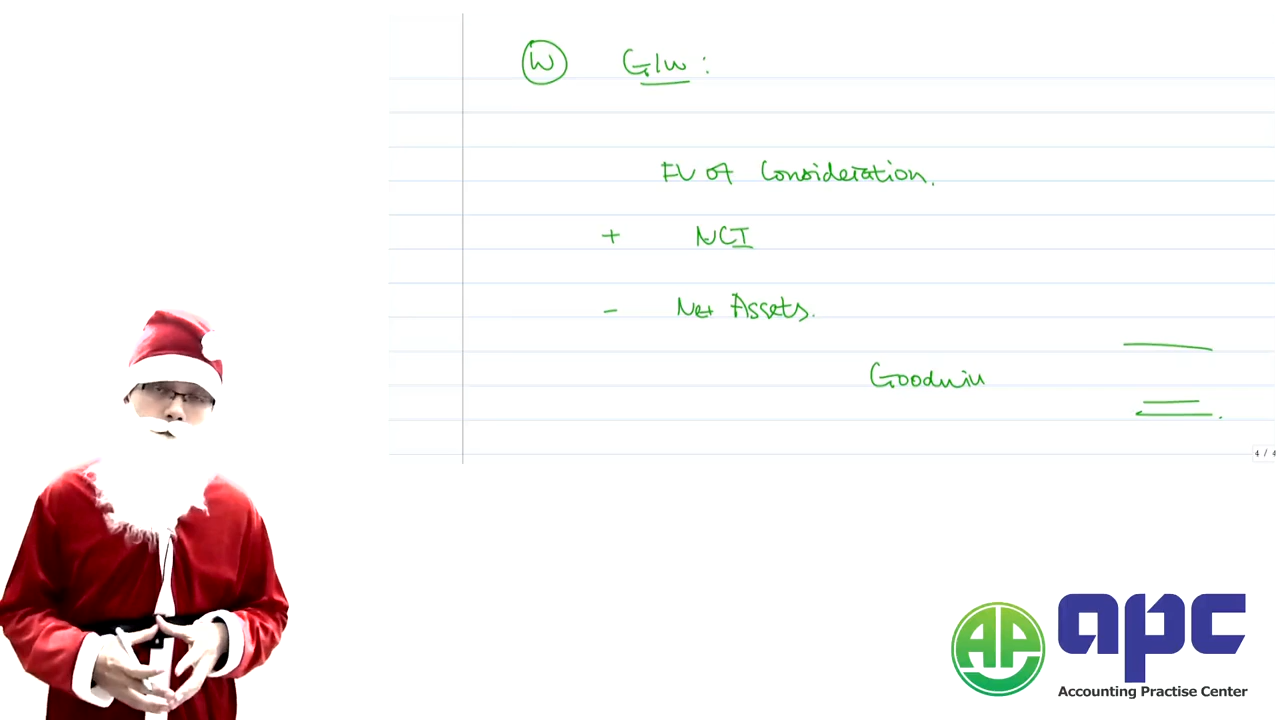 W G/w :
FV of Consideration.
+ NCI
- Net Assets.
Goodwill
4 / 4
AP
apc
Accounting Practise Center